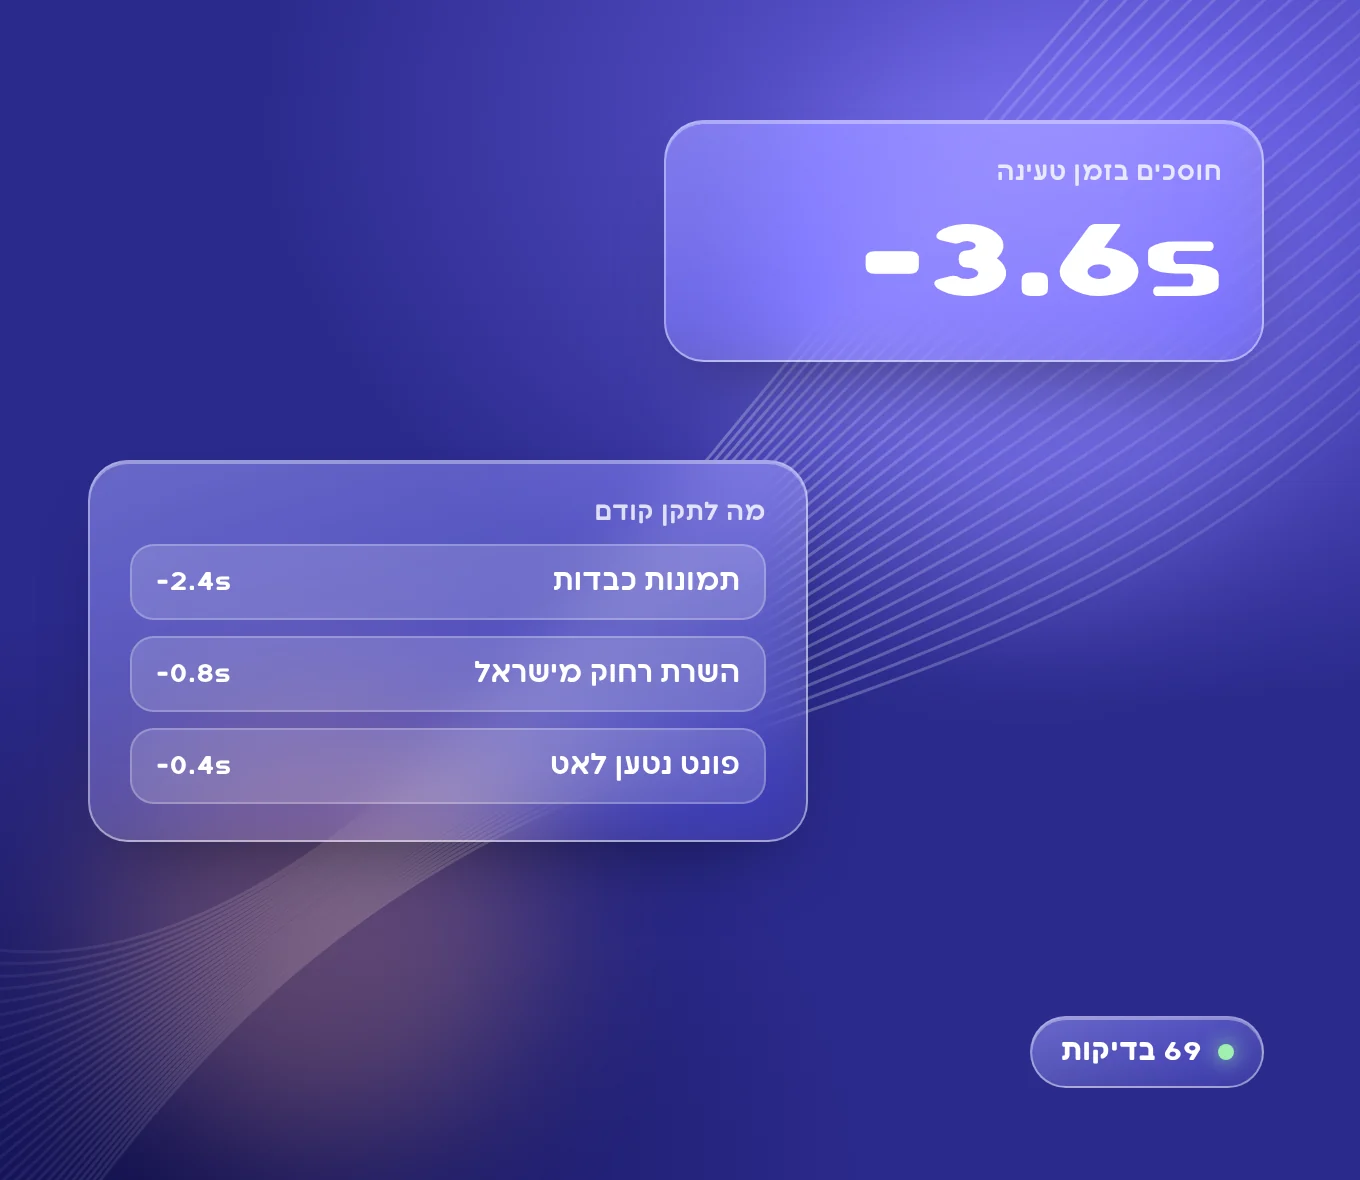 חוסכים בזמן טעינה
-3.6s
מה לתקן קודם
תמונות כבדות -2.4s
השרת רחוק מישראל -0.8s
פונט נטען לאט -0.4s
69 בדיקות